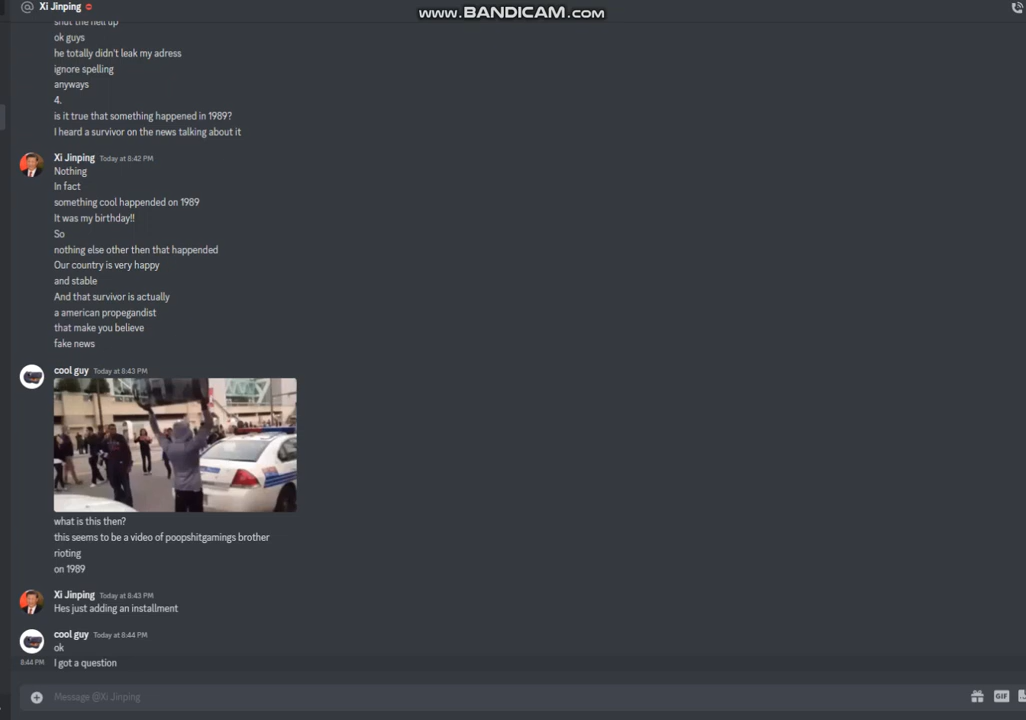 Xi Jinping
www.BANDICAM.com
shut the hell up
ok guys
he totally didn't leak my adress
ignore spelling
anyways
4.
is it true that something happened in 1989?
I heard a survivor on the news talking about it
Xi Jinping Today at 8:42 PM
Nothing
In fact
something cool happended on 1989
It was my birthday!!
So
nothing else other then that happended
Our country is very happy
and stable
And that survivor is actually
a american propegandist
that make you believe
fake news
cool guy Today at 8:43 PM
what is this then?
this seems to be a video of poopshitgamings brother
rioting
on 1989
Xi Jinping Today at 8:43 PM
Hes just adding an installment
cool guy Today at 8:44 PM
ok
8:44 PM I got a question
Message @Xi Jinping
GIF